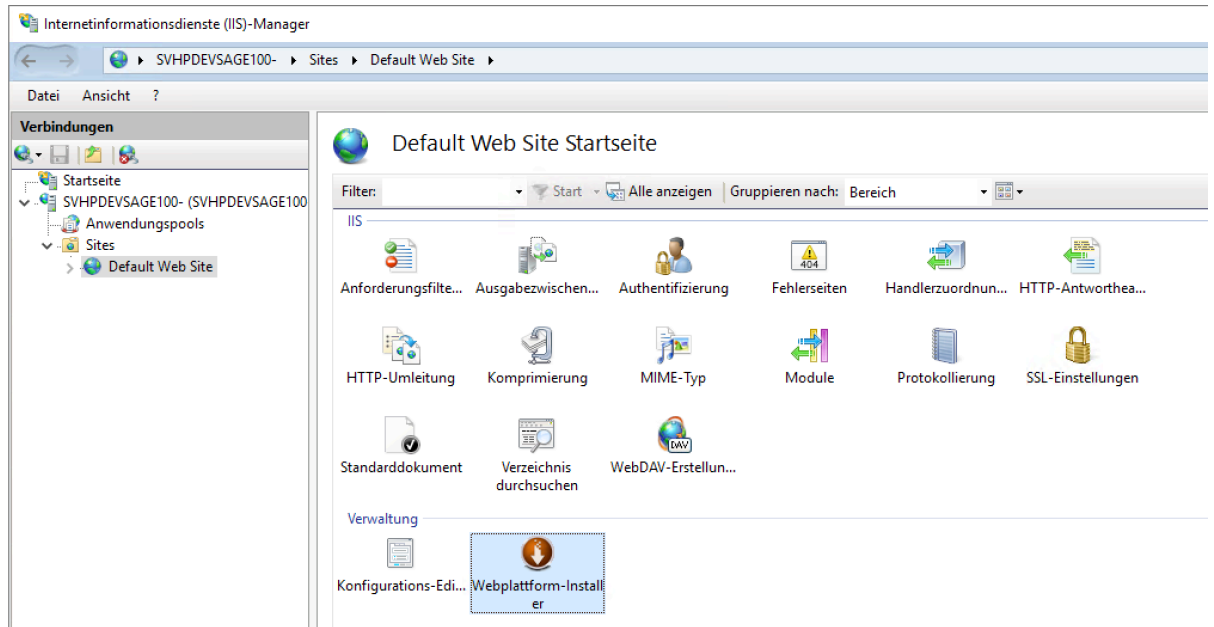 Internetinformationsdienste (IIS)-Manager
SVHPDEVSAGE100- Sites Default Web Site
Datei Ansicht ?
Verbindungen
Startseite
SVHPDEVSAGE100- (SVHPDEVSAGE100
Anwendungspools
Sites
Default Web Site
Default Web Site Startseite
Filter: Start Alle anzeigen Gruppieren nach: Bereich
IIS
Anforderungsfilte... Ausgabezwischen... Authentifizierung Fehlerseiten Handlerzuordnun... HTTP-Antworthea...
404
HTTP-Umleitung Komprimierung MIME-Typ Module Protokollierung SSL-Einstellungen
DAV
Standarddokument Verzeichnis durchsuchen WebDAV-Erstellun...
Verwaltung
Konfigurations-Edi... Webplattform-Install
er